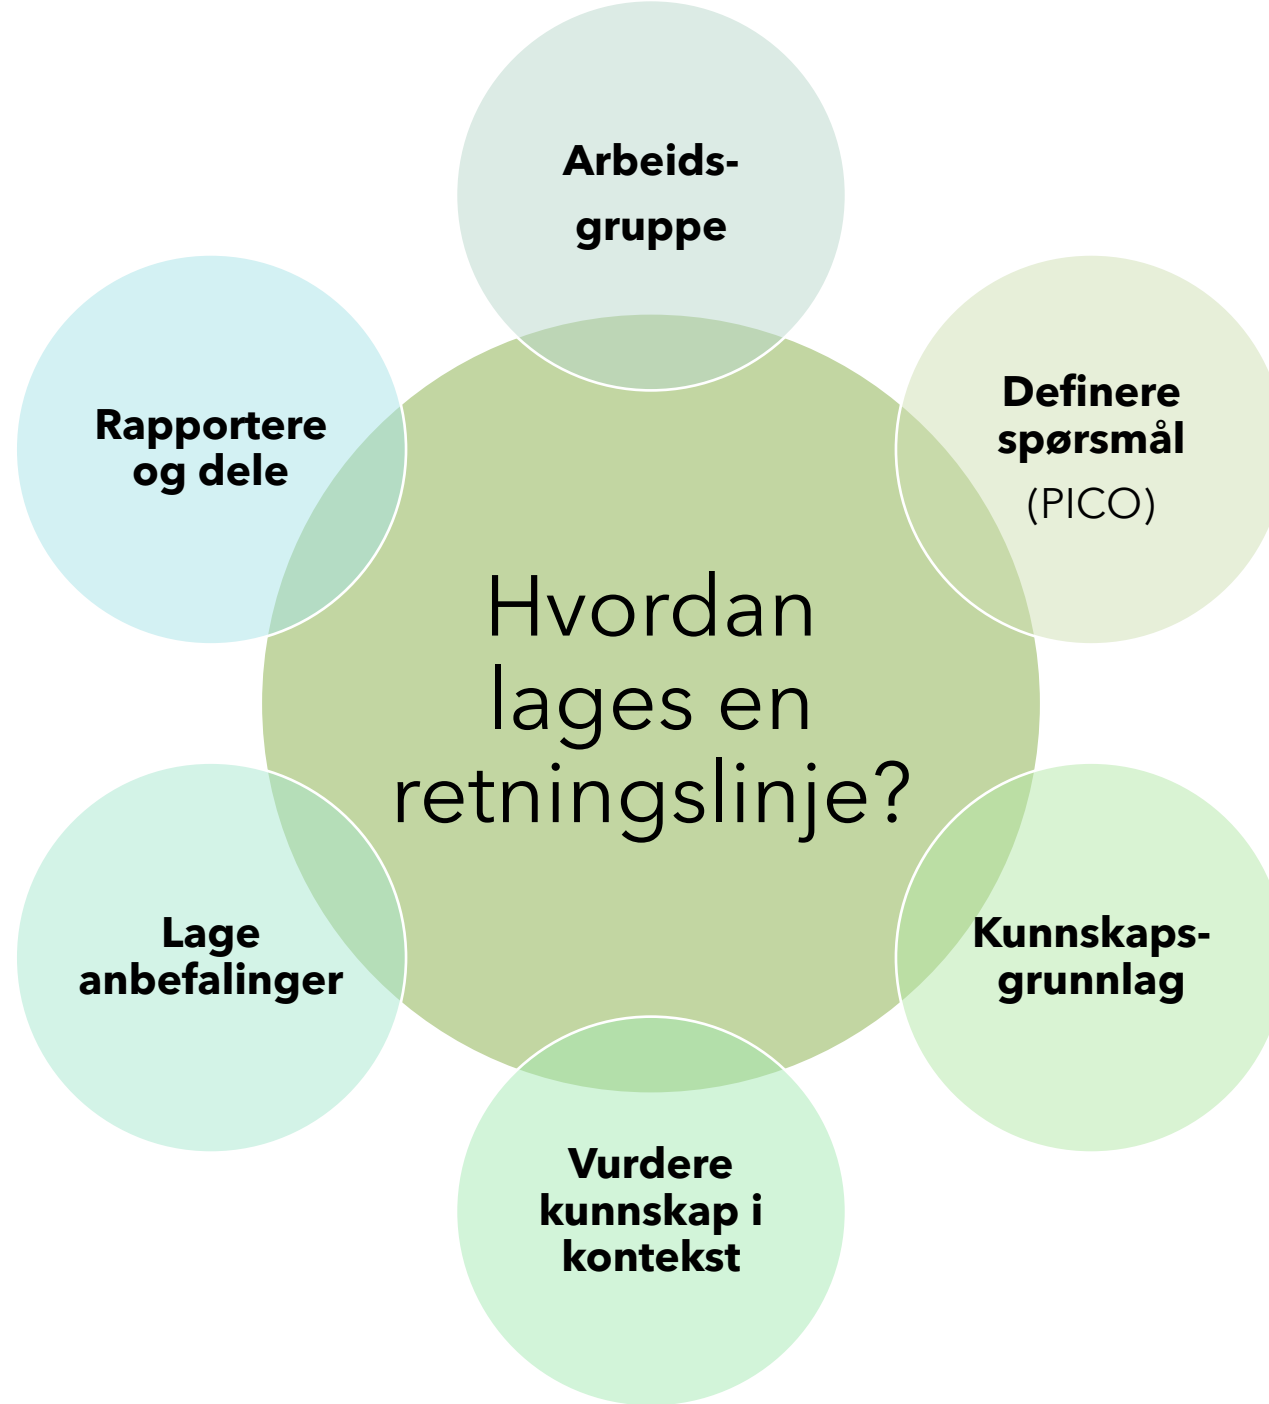 Arbeids-
gruppe
Definere
spørsmål
(PICO)
Kunnskaps-
grunnlag
Vurdere
kunnskap i
kontekst
Lage
anbefalinger
Rapportere
og dele
Hvordan
lages en
retningslinje?